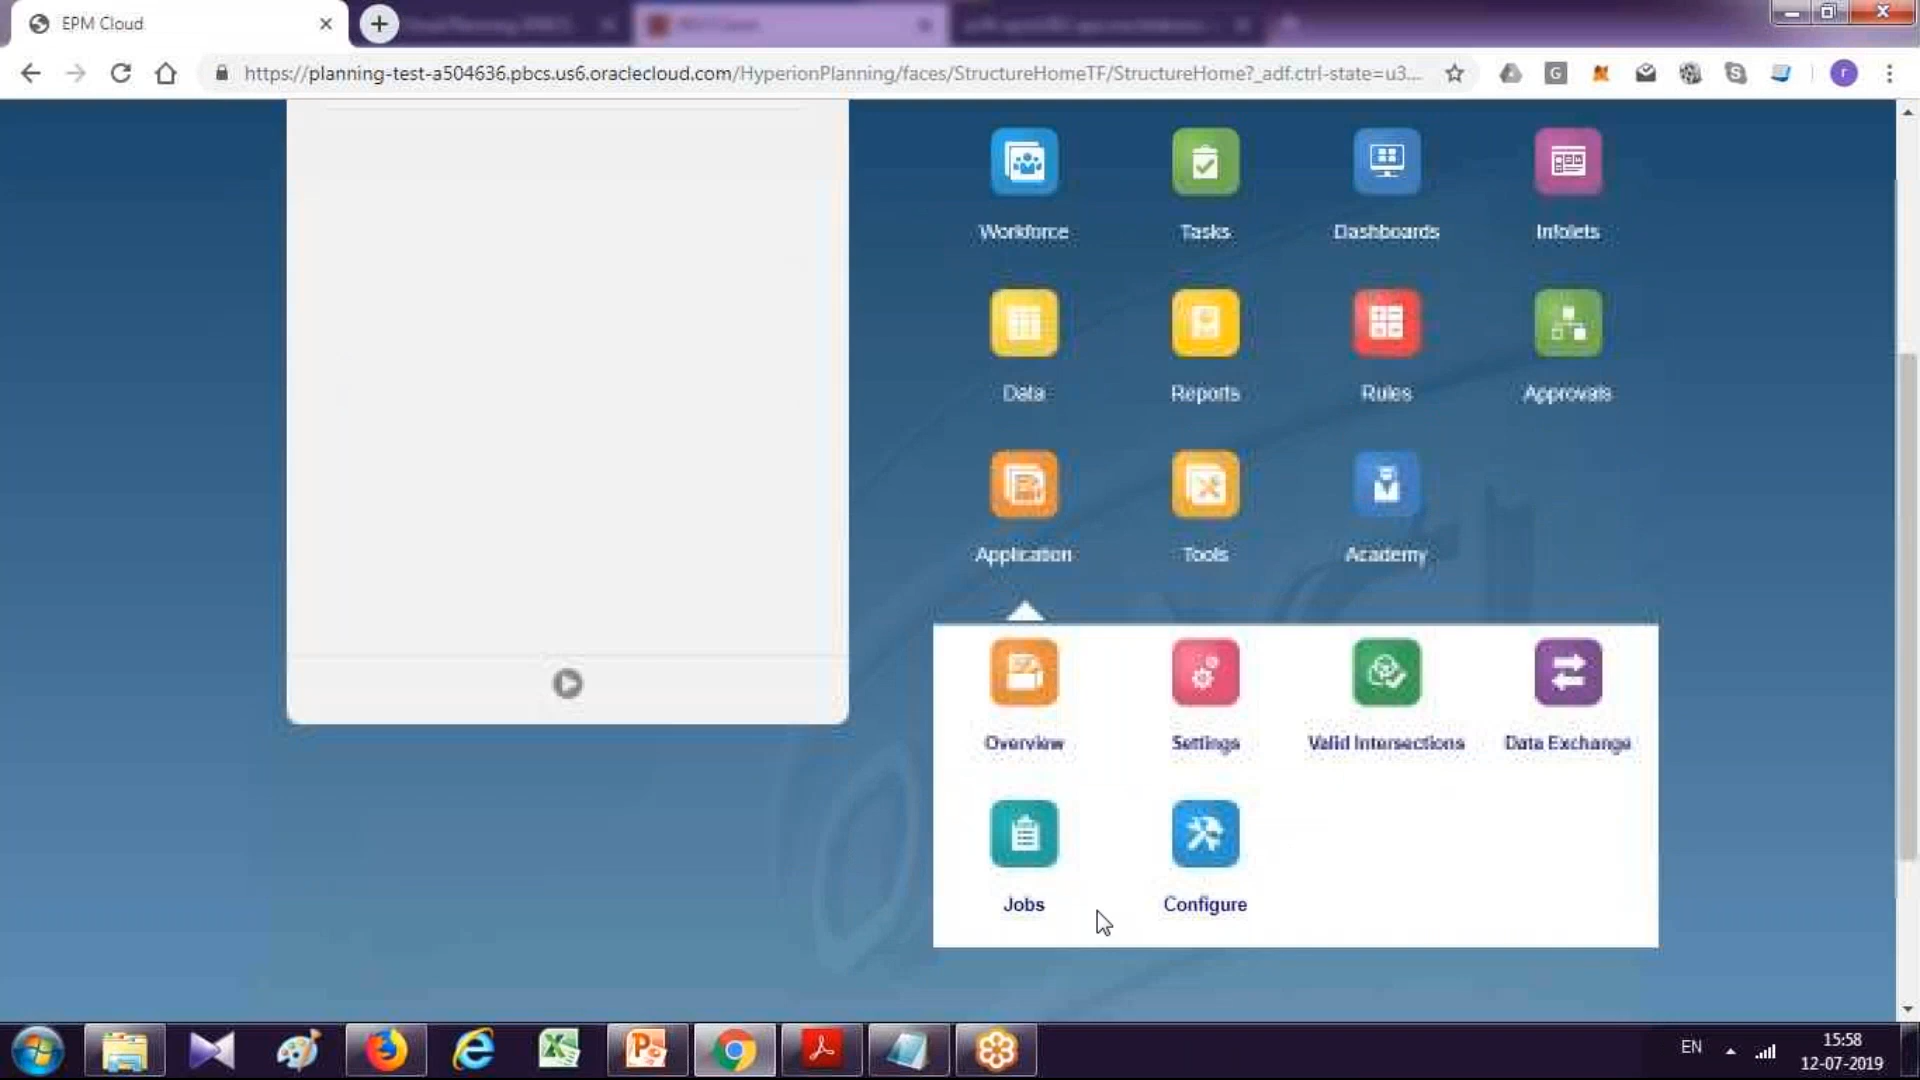 EPM Cloud
https://planning-test-a504636.pbcs.us6.oraclecloud.com/HyperionPlanning/faces/StructureHomeTF/StructureHome?_adf.ctrl-state=u3...
Workforce Tasks Dashboards Infolets
Data Reports Rules Approvals
Application Tools Academy
Overview Settings Valid Intersections Data Exchange
Jobs Configure
EN 15:58
12-07-2019